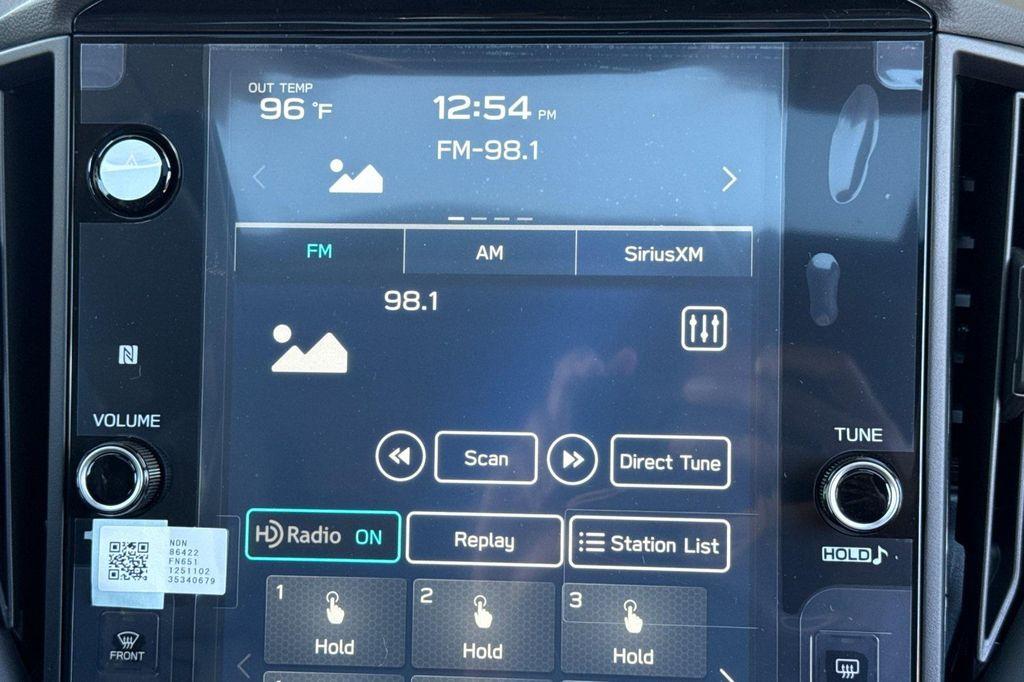 OUT TEMP
96 °F
12:54 PM
FM-98.1
FM
AM
SiriusXM
98.1
N
VOLUME
TUNE
Scan
Direct Tune
HD Radio ON
Replay
Station List
HOLD♪
NDN
86422
FN651
1251102
35340679
1
Hold
2
Hold
3
Hold
FRONT